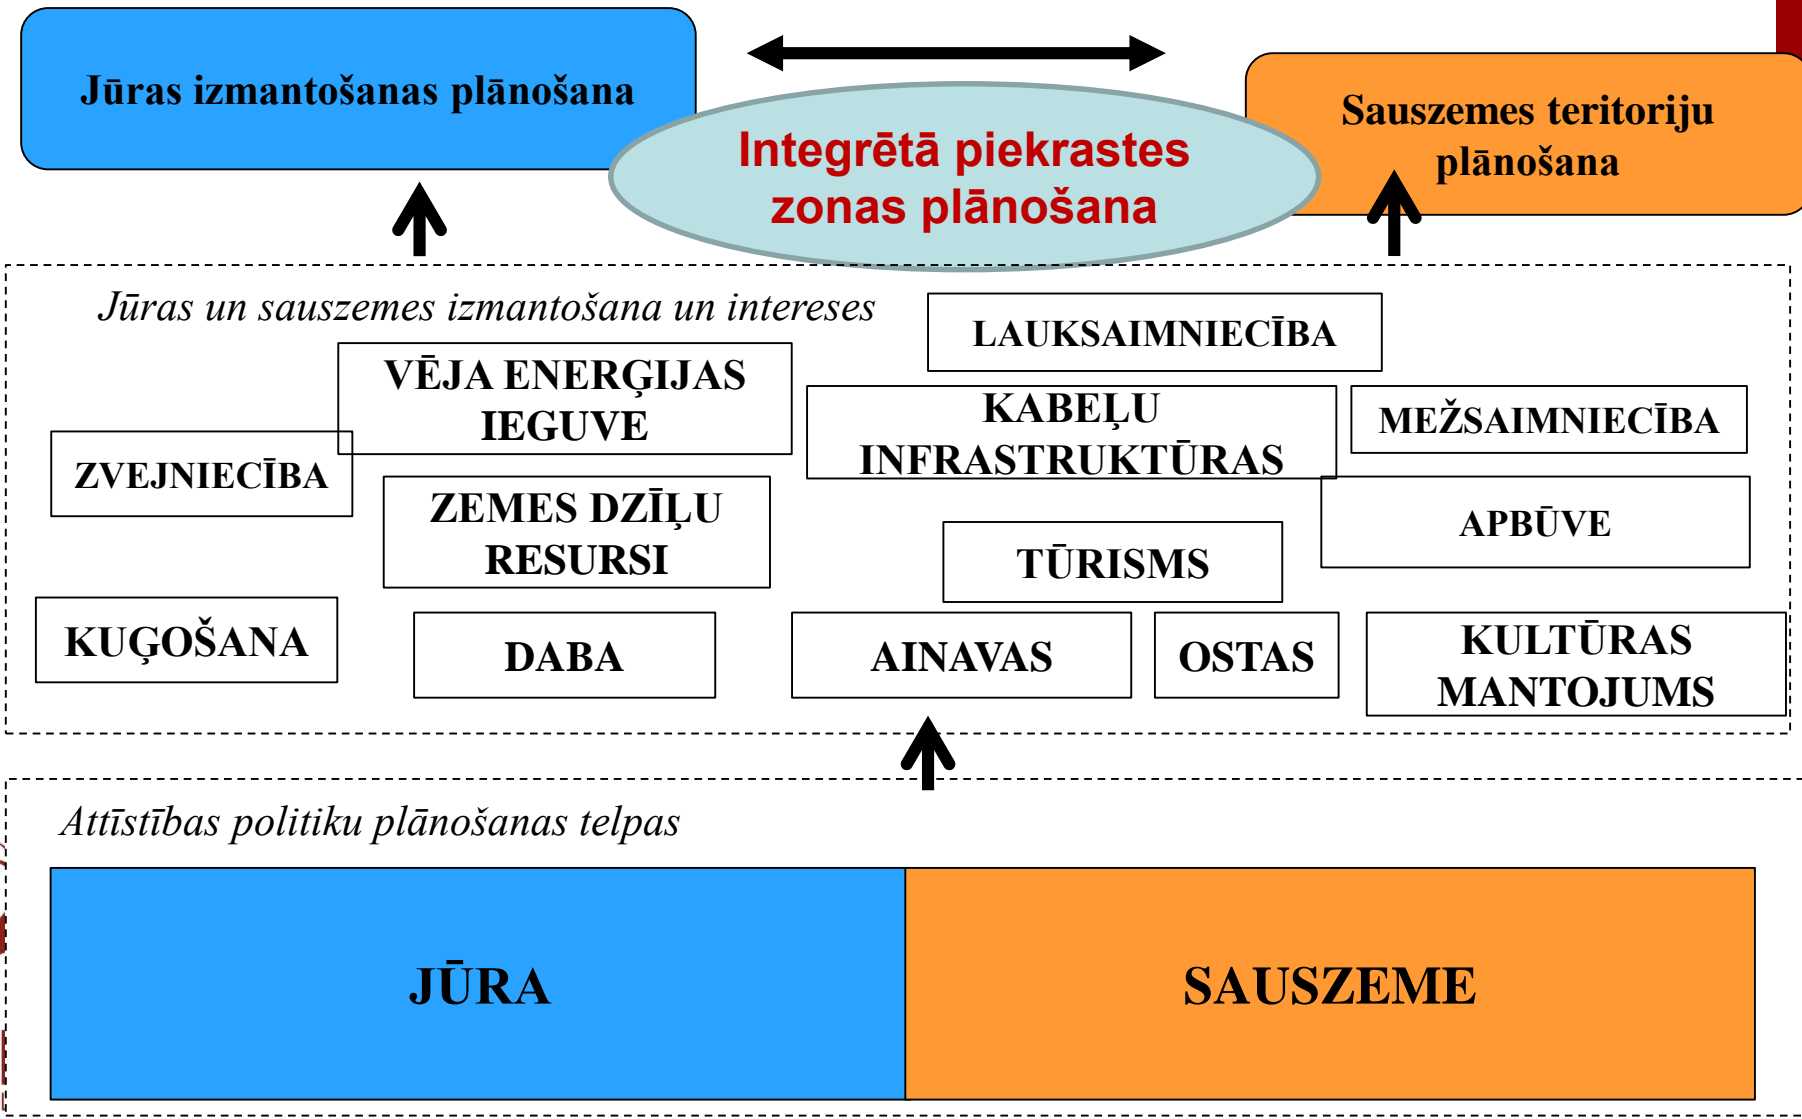 Jūras izmantošanas plānošana
Sauszemes teritoriju
plānošana
Integrētā piekrastes
zonas plānošana
Jūras un sauszemes izmantošana un intereses
LAUKSAIMNIECĪBA
VĒJA ENERĢIJAS
IEGUVE
KABEĻU
INFRASTRUKTŪRAS
MEŽSAIMNIECĪBA
ZVEJNIECĪBA
ZEMES DZĪĻU
RESURSI
APBŪVE
TŪRISMS
KUĢOŠANA
DABA
AINAVAS
OSTAS
KULTŪRAS
MANTOJUMS
Attīstības politiku plānošanas telpas
JŪRA
SAUSZEME